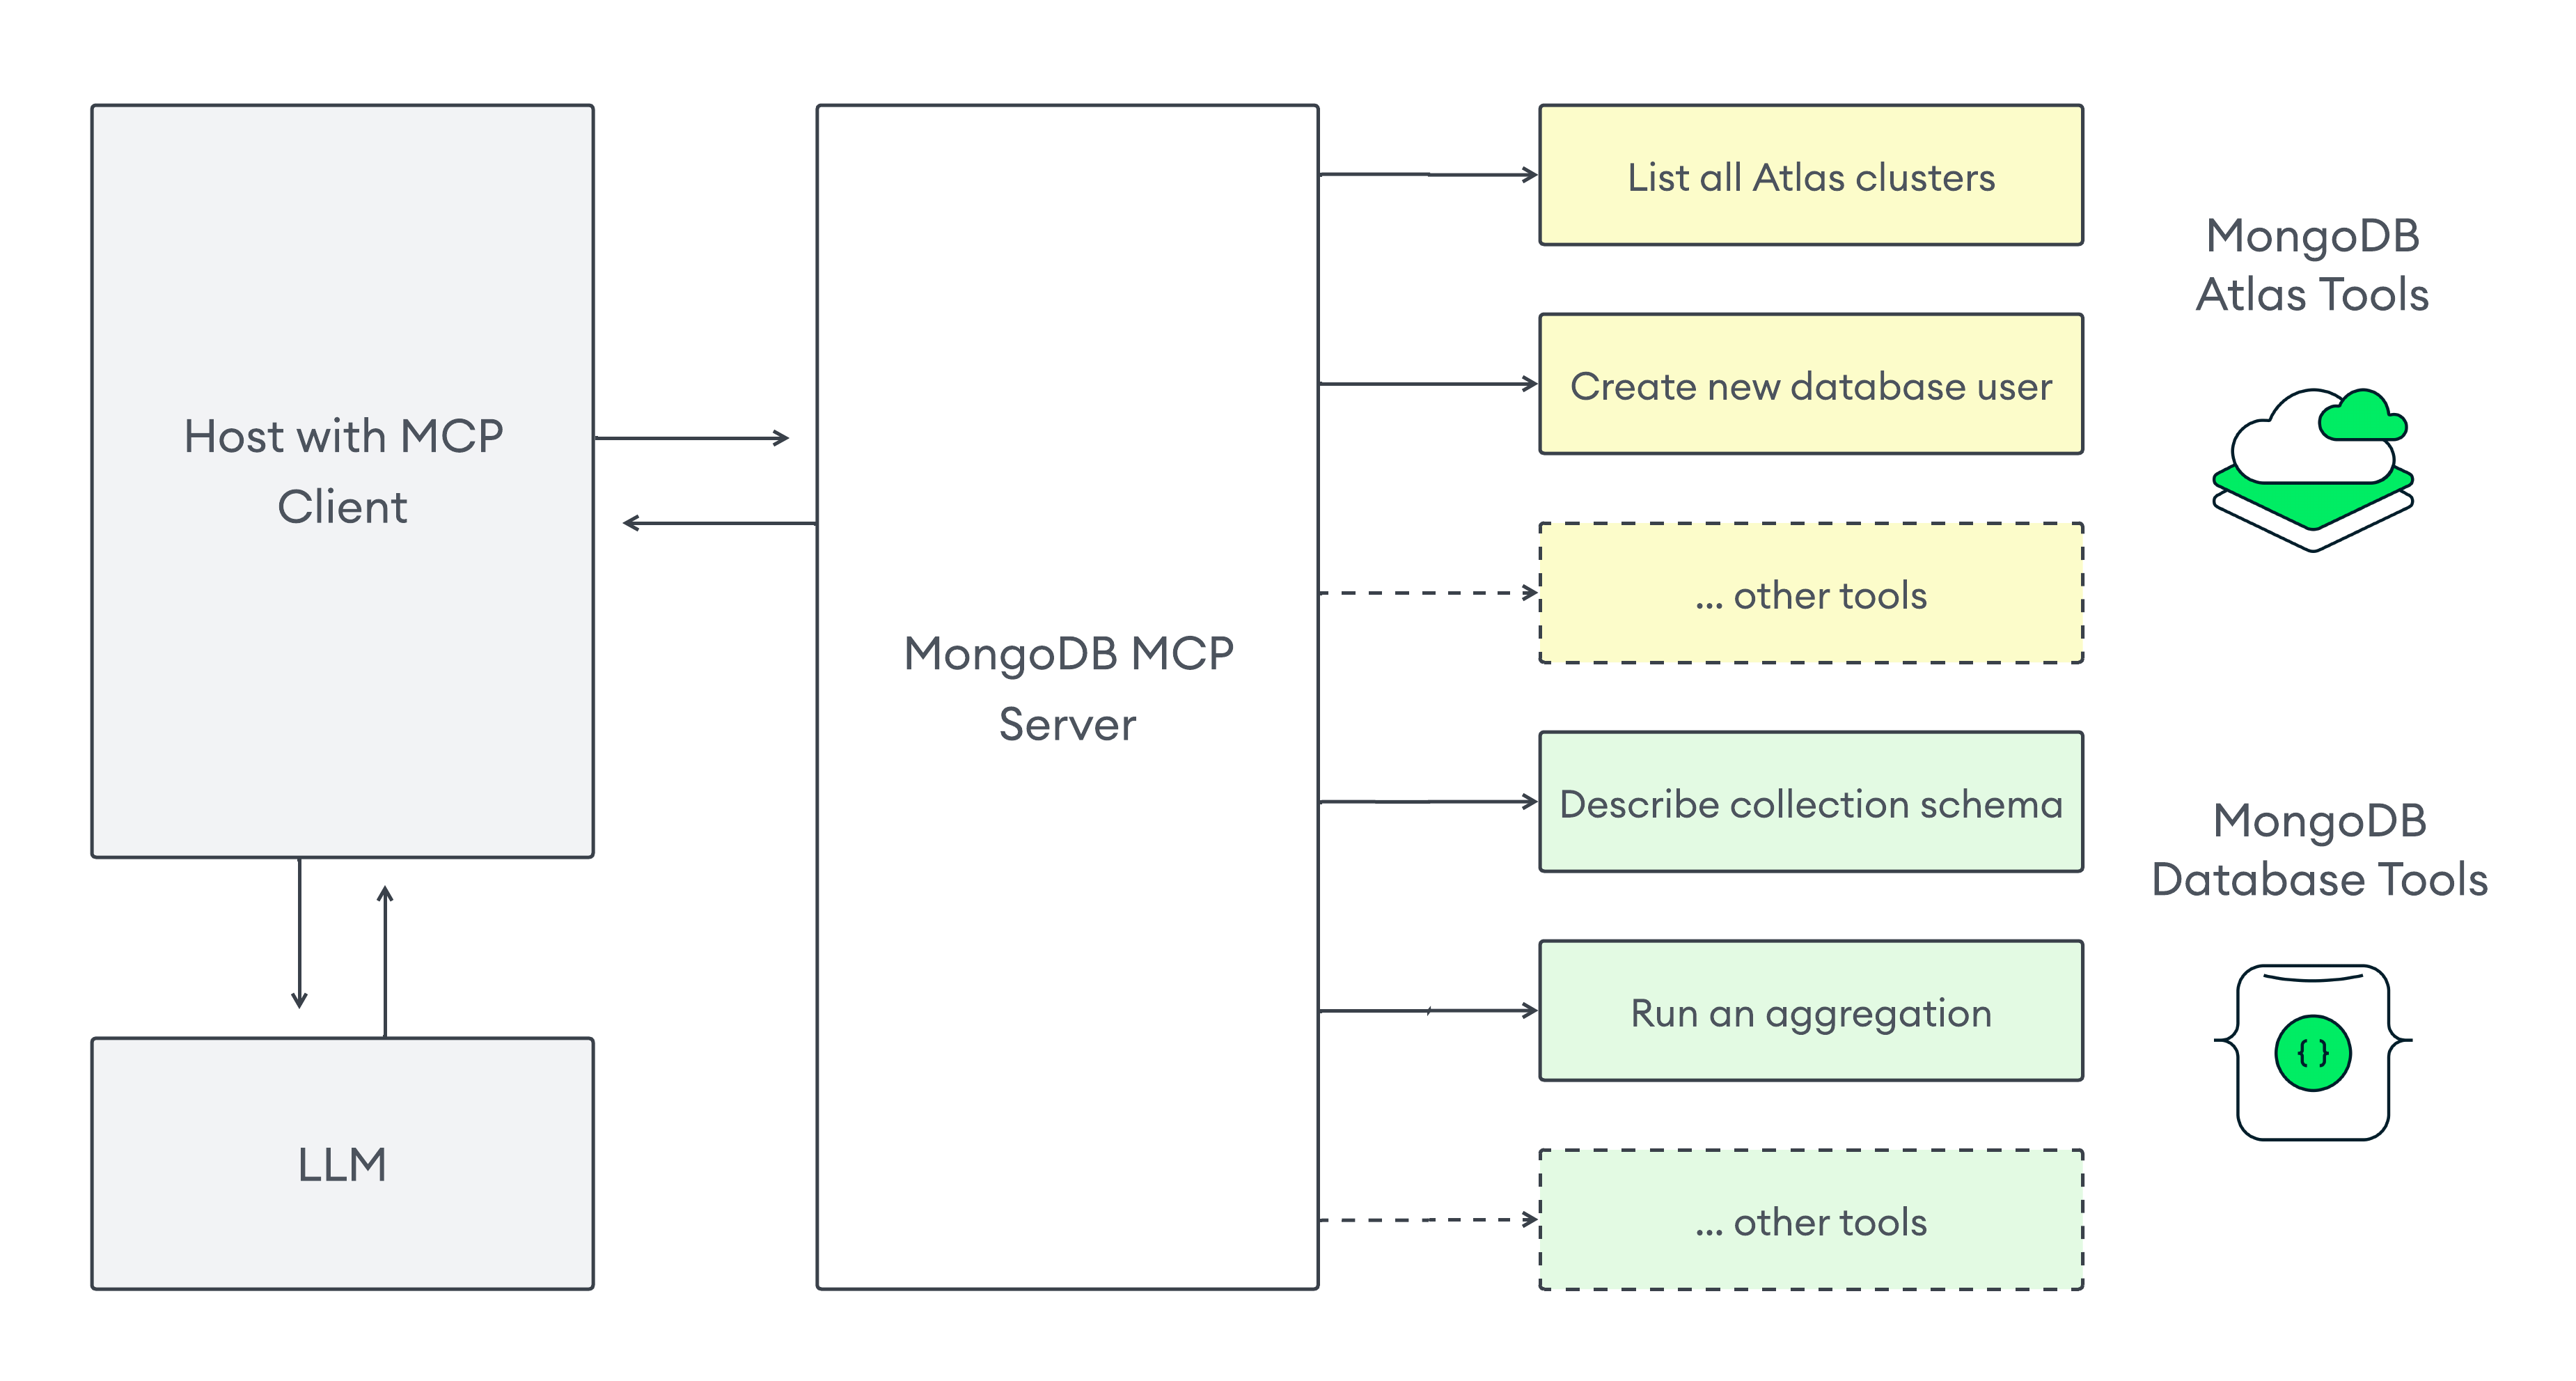 Host with MCP
Client
LLM
MongoDB MCP
Server
List all Atlas clusters
Create new database user
... other tools
Describe collection schema
Run an aggregation
... other tools
MongoDB
Atlas Tools
MongoDB
Database Tools
{ }